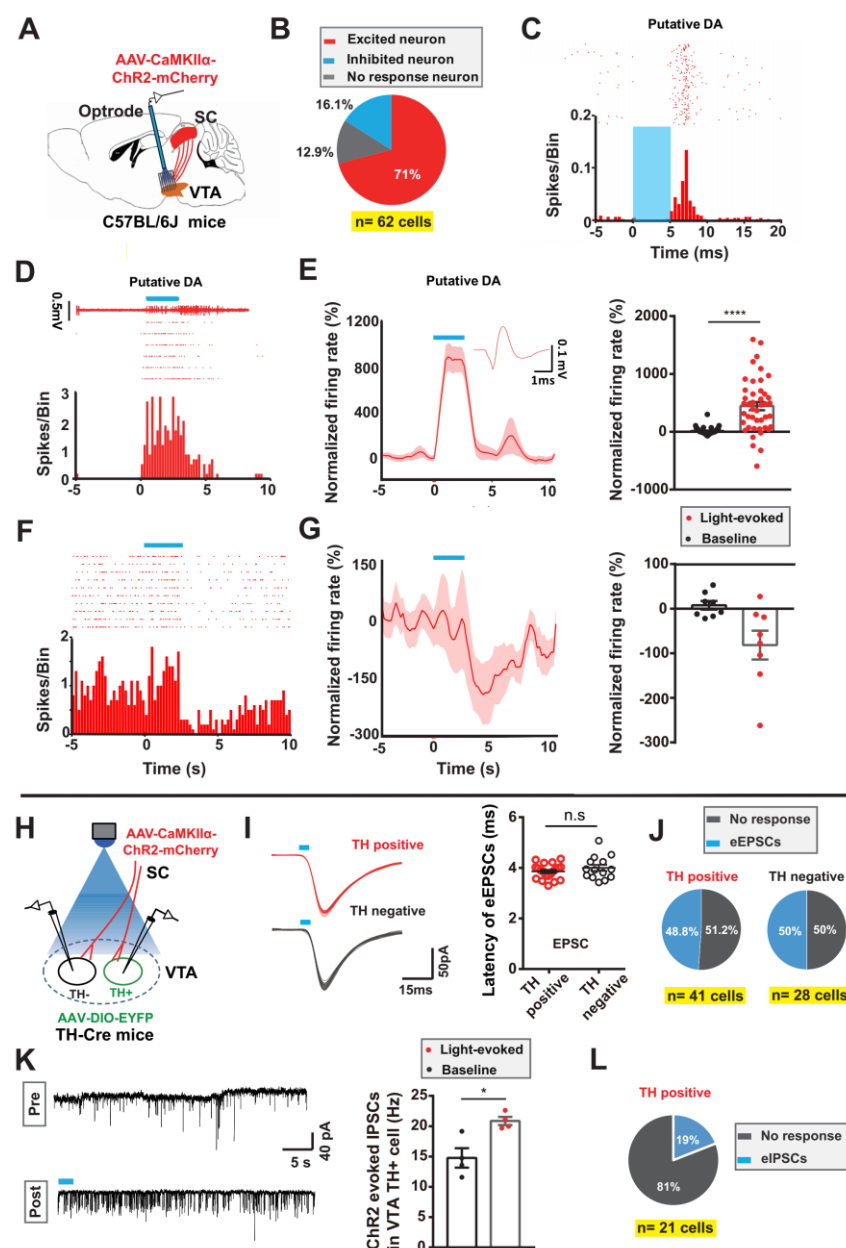 A
AAV-CaMKIIα-
ChR2-mCherry
Optrode
SC
VTA
C57BL/6J mice
B
Excited neuron
Inhibited neuron
No response neuron
16.1%
12.9%
71%
n= 62 cells
C
Putative DA
0.2
0.1
0
Spikes/Bin
-5 0 5 10 15 20
Time (ms)
D
Putative DA
0.5mV
3
2
1
0
Spikes/Bin
-5 0 5 10
E
Putative DA
Normalized firing rate (%)
1200
800
400
0
0.1 mV
1ms
-5 0 5 10
Normalized firing rate (%)
2000
1000
0
-1000
****
Light-evoked
Baseline
F
2
1
0
Spikes/Bin
-5 0 5 10
Time (s)
G
Normalized firing rate (%)
150
0
-150
-300
-5 0 5 10
Time (s)
Normalized firing rate (%)
100
0
-100
-200
-300
H
AAV-CaMKIIα-
ChR2-mCherry
SC
VTA
TH-
TH+
AAV-DIO-EYFP
TH-Cre mice
I
TH positive
TH negative
50pA
15ms
Latency of eEPSCs (ms)
8
6
4
2
0
n.s
EPSC
TH
positive
TH
negative
J
No response
eEPSCs
TH positive
TH negative
48.8%
51.2%
50%
50%
n= 41 cells
n= 28 cells
K
Pre
Post
5 s
40 pA
Light-evoked
Baseline
ChR2 evoked IPSCs
in VTA TH+ cell (Hz)
25
20
15
10
5
0
*
L
TH positive
19%
81%
No response
eIPSCs
n= 21 cells